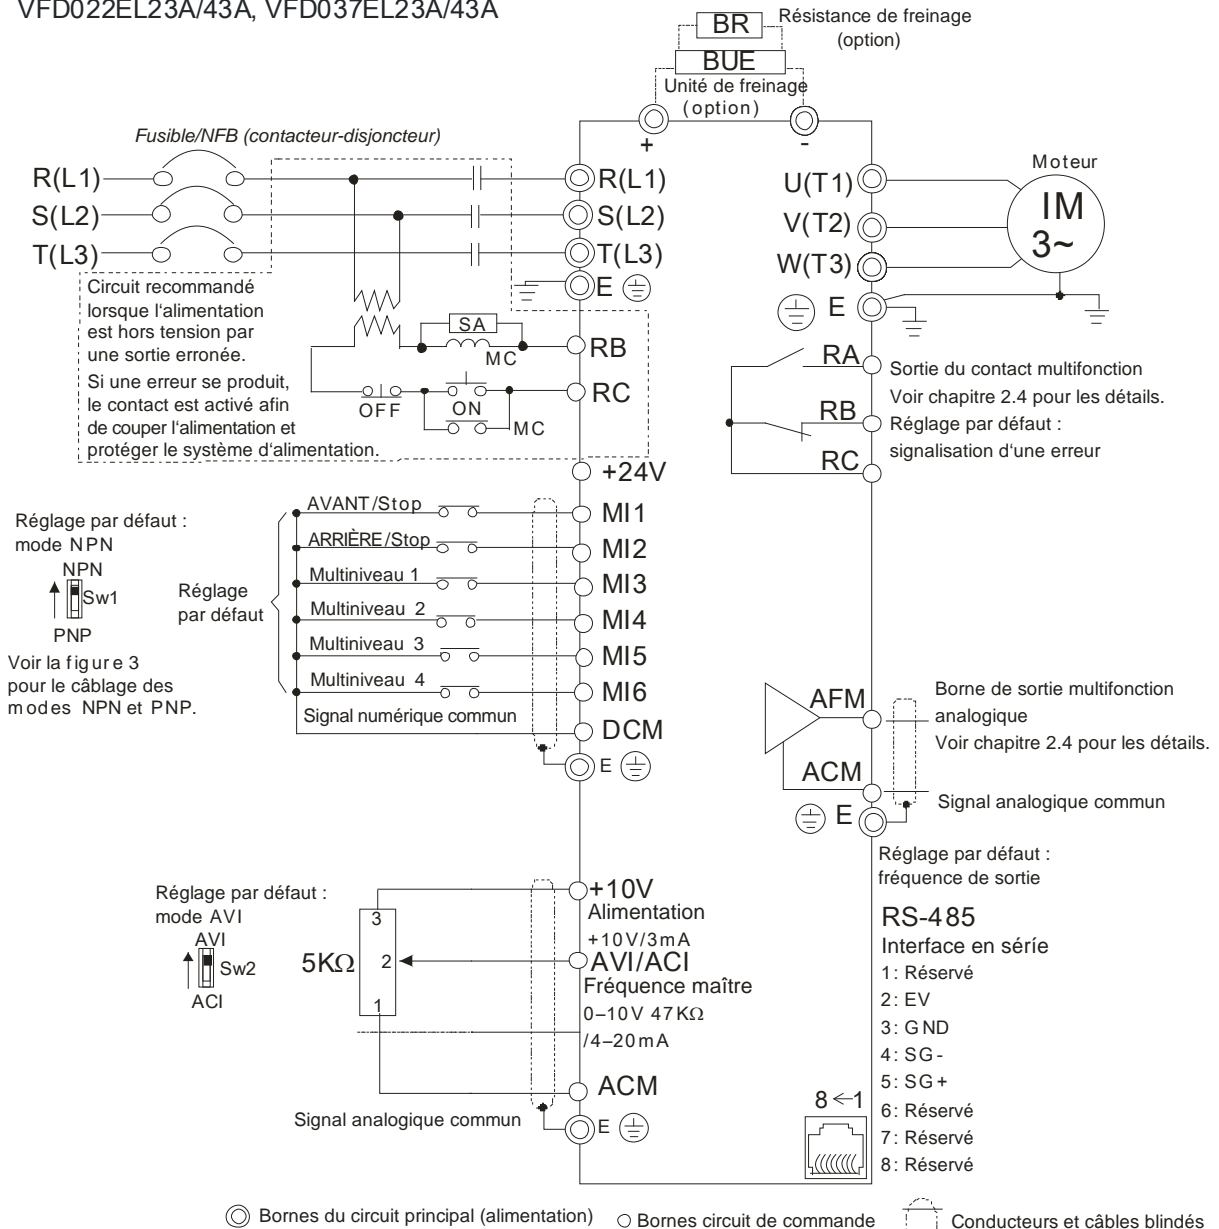 VFD022EL23A/43A, VFD037EL23A/43A
BR
Résistance de freinage
(option)
BUE
Unité de freinage
(option)
+
-
Fusible/NFB (contacteur-disjoncteur)
R(L1)
S(L2)
T(L3)
R(L1)
S(L2)
T(L3)
E
U(T1)
V(T2)
W(T3)
E
Moteur
IM
3~
Circuit recommandé
lorsque l'alimentation
est hors tension par
une sortie erronée.
Si une erreur se produit,
le contact est activé afin
de couper l'alimentation et
protéger le système d'alimentation.
SA
MC
OFF
ON
MC
RB
RC
RA
RB
RC
Sortie du contact multifonction
Voir chapitre 2.4 pour les détails.
Réglage par défaut :
signalisation d'une erreur
+24V
MI1
MI2
MI3
MI4
MI5
MI6
DCM
E
AVANT/Stop
ARRIÈRE/Stop
Multiniveau 1
Multiniveau 2
Multiniveau 3
Multiniveau 4
Signal numérique commun
Réglage
par défaut
Réglage par défaut :
mode NPN
NPN
Sw1
PNP
Voir la figure 3
pour le câblage des
modes NPN et PNP.
AFM
ACM
E
Borne de sortie multifonction
analogique
Voir chapitre 2.4 pour les détails.
Signal analogique commun
Réglage par défaut :
fréquence de sortie
Réglage par défaut :
mode AVI
AVI
Sw2
ACI
5KΩ
3
2
1
+10V
Alimentation
+10V/3mA
AVI/ACI
Fréquence maître
0–10V 47KΩ
/4–20mA
ACM
Signal analogique commun
E
RS-485
Interface en séríe
1: Réservé
2: EV
3: GND
4: SG-
5: SG+
6: Réservé
7: Réservé
8: Réservé
8←1
Bornes du circuit principal (alimentation)
Bornes circuit de commande
Conducteurs et câbles blindés